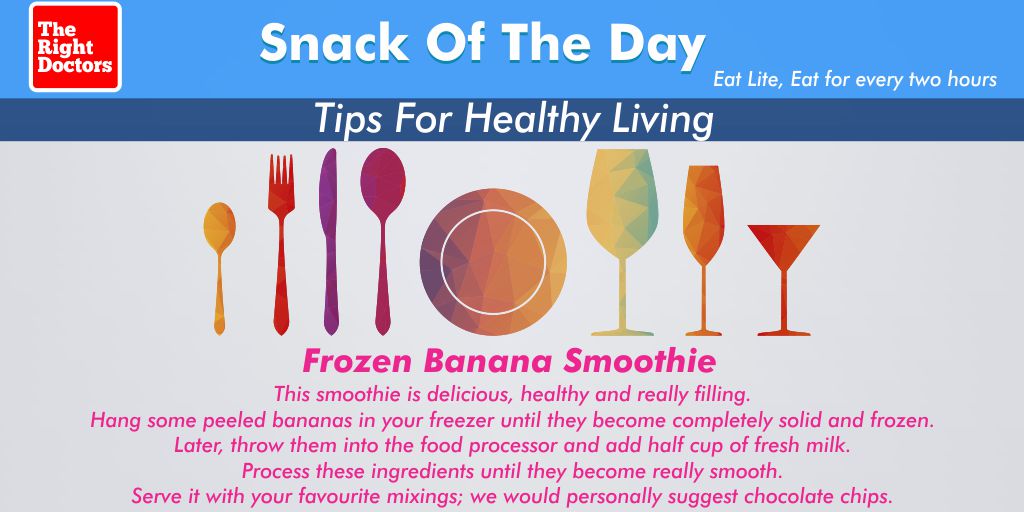 The
Right
Doctors
Snack Of The Day
Eat Lite, Eat for every two hours
Tips For Healthy Living
Frozen Banana Smoothie
This smoothie is delicious, healthy and really filling.
Hang some peeled bananas in your freezer until they become completely solid and frozen.
Later, throw them into the food processor and add half cup of fresh milk.
Process these ingredients until they become really smooth.
Serve it with your favourite mixings; we would personally suggest chocolate chips.